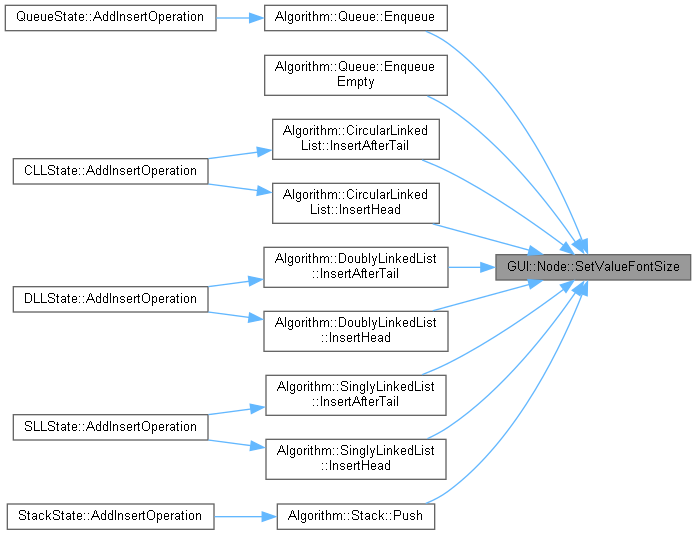 QueueState::AddInsertOperation
Algorithm::Queue::Enqueue
Algorithm::Queue::Enqueue
Empty
Algorithm::CircularLinked
List::InsertAfterTail
CLLState::AddInsertOperation
Algorithm::CircularLinked
List::InsertHead
GUI::Node::SetValueFontSize
Algorithm::DoublyLinkedList
::InsertAfterTail
DLLState::AddInsertOperation
Algorithm::DoublyLinkedList
::InsertHead
Algorithm::SinglyLinkedList
::InsertAfterTail
SLLState::AddInsertOperation
Algorithm::SinglyLinkedList
::InsertHead
StackState::AddInsertOperation
Algorithm::Stack::Push